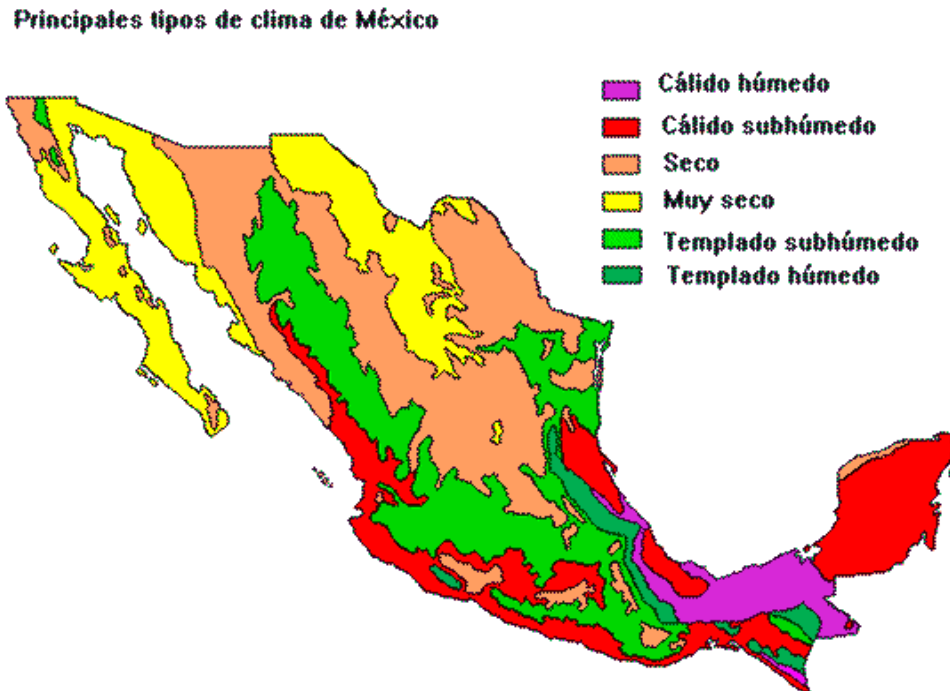 Principales tipos de clima de México
Cálido húmedo
Cálido subhúmedo
Seco
Muy seco
Templado subhúmedo
Templado húmedo